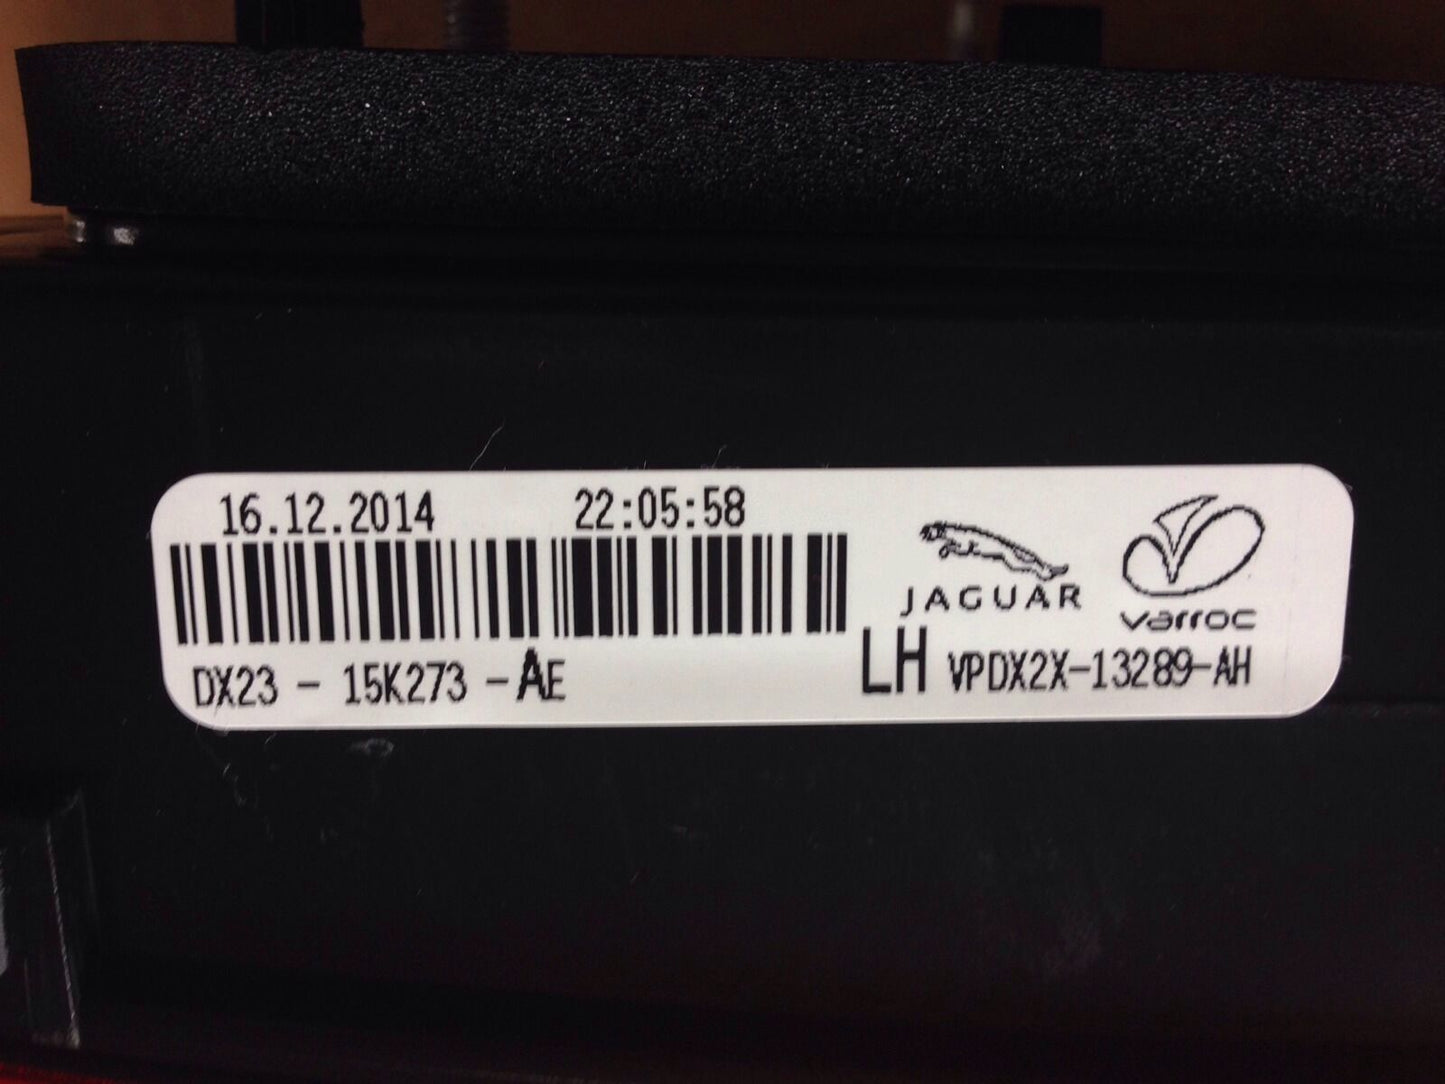 16.12.2014 22:05:58
JAGUAR varroc
DX23 - 15K273 -AE LH VPDX2X-13289-AH